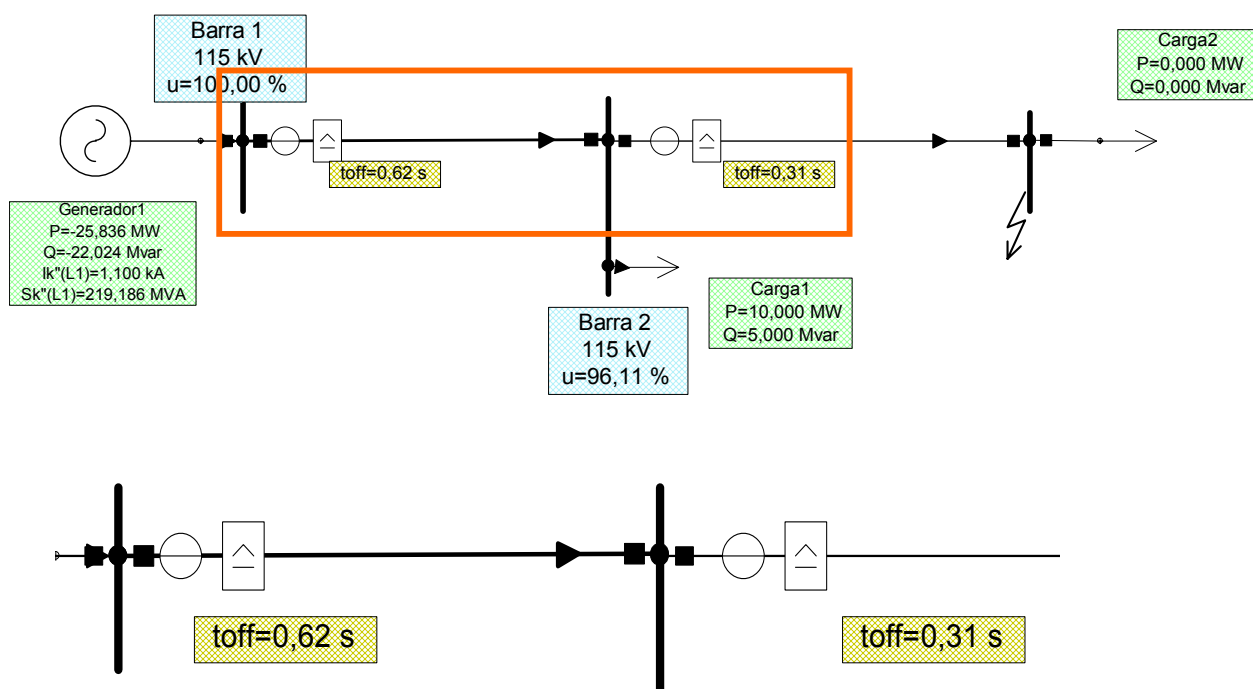 Barra 1
115 kV
u=100,00 %
Carga2
P=0,000 MW
Q=0,000 Mvar
toff=0,62 s
toff=0,31 s
Generador1
P=-25,836 MW
Q=-22,024 Mvar
Ik"(L1)=1,100 kA
Sk"(L1)=219,186 MVA
Carga1
P=10,000 MW
Q=5,000 Mvar
Barra 2
115 kV
u=96,11 %
toff=0,62 s
toff=0,31 s